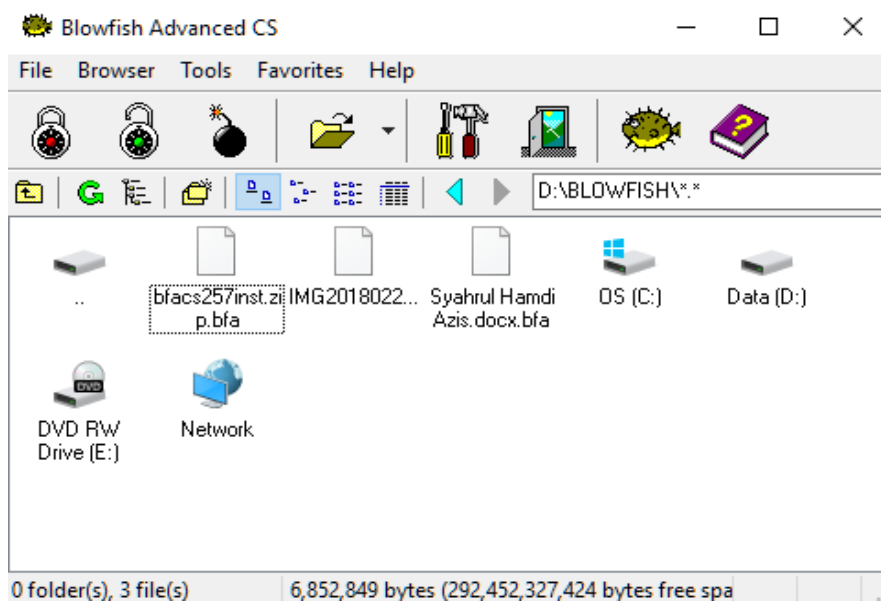 Blowfish Advanced CS
File Browser Tools Favorites Help
D:\BLOWFISH\*.*
..
bfacs257inst.zi
p.bfa
IMG2018022...
Syahrul Hamdi
Azis.docx.bfa
OS (C:)
Data (D:)
DVD RW
Drive (E:)
Network
0 folder(s), 3 file(s)
6,852,849 bytes (292,452,327,424 bytes free spa